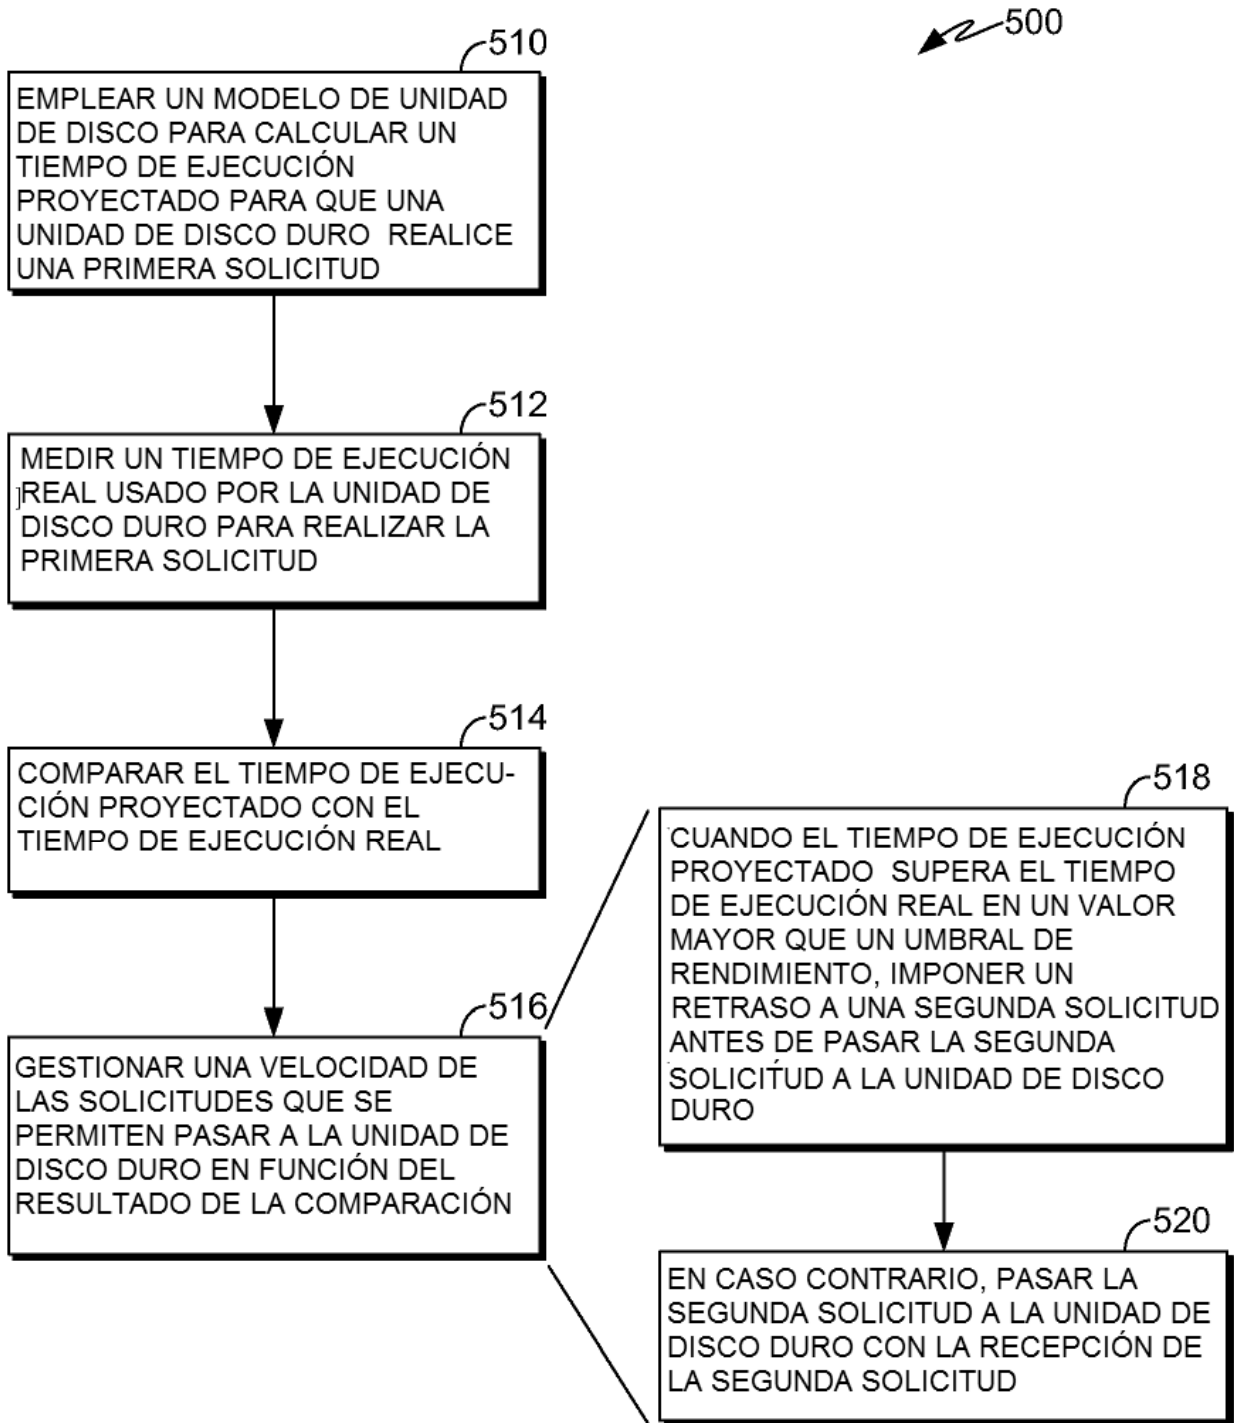 500
510
EMPLEAR UN MODELO DE UNIDAD
DE DISCO PARA CALCULAR UN
TIEMPO DE EJECUCIÓN
PROYECTADO PARA QUE UNA
UNIDAD DE DISCO DURO REALICE
UNA PRIMERA SOLICITUD
512
MEDIR UN TIEMPO DE EJECUCIÓN
REAL USADO POR LA UNIDAD DE
DISCO DURO PARA REALIZAR LA
PRIMERA SOLICITUD
514
COMPARAR EL TIEMPO DE EJECU-
CIÓN PROYECTADO CON EL
TIEMPO DE EJECUCIÓN REAL
516
GESTIONAR UNA VELOCIDAD DE
LAS SOLICITUDES QUE SE
PERMITEN PASAR A LA UNIDAD DE
DISCO DURO EN FUNCIÓN DEL
RESULTADO DE LA COMPARACIÓN
518
CUANDO EL TIEMPO DE EJECUCIÓN
PROYECTADO SUPERA EL TIEMPO
DE EJECUCIÓN REAL EN UN VALOR
MAYOR QUE UN UMBRAL DE
RENDIMIENTO, IMPONER UN
RETRASO A UNA SEGUNDA SOLICITUD
ANTES DE PASAR LA SEGUNDA
SOLICITUD A LA UNIDAD DE DISCO
DURO
520
EN CASO CONTRARIO, PASAR LA
SEGUNDA SOLICITUD A LA UNIDAD DE
DISCO DURO CON LA RECEPCIÓN DE
LA SEGUNDA SOLICITUD